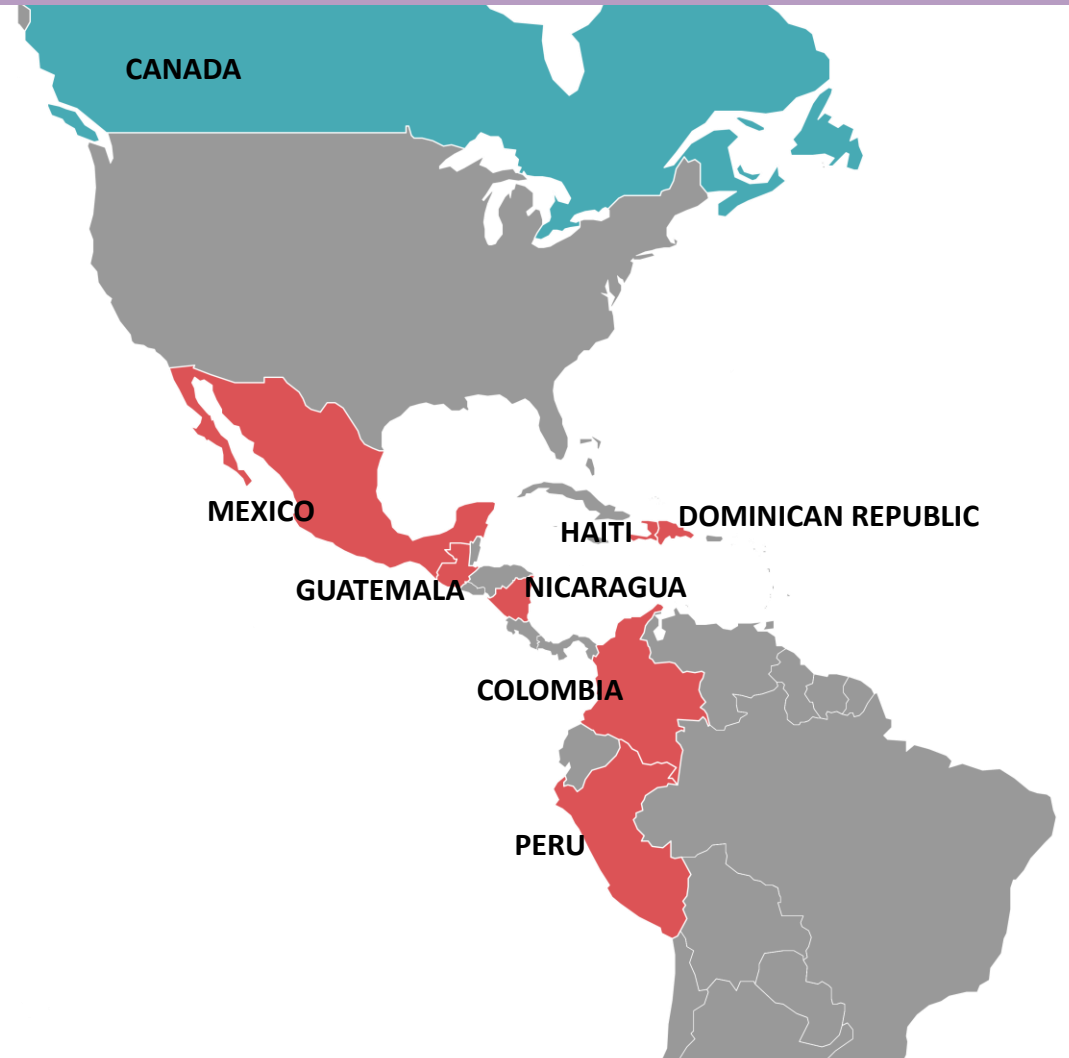 CANADA
MEXICO
HAITI
DOMINICAN REPUBLIC
GUATEMALA
NICARAGUA
COLOMBIA
PERU